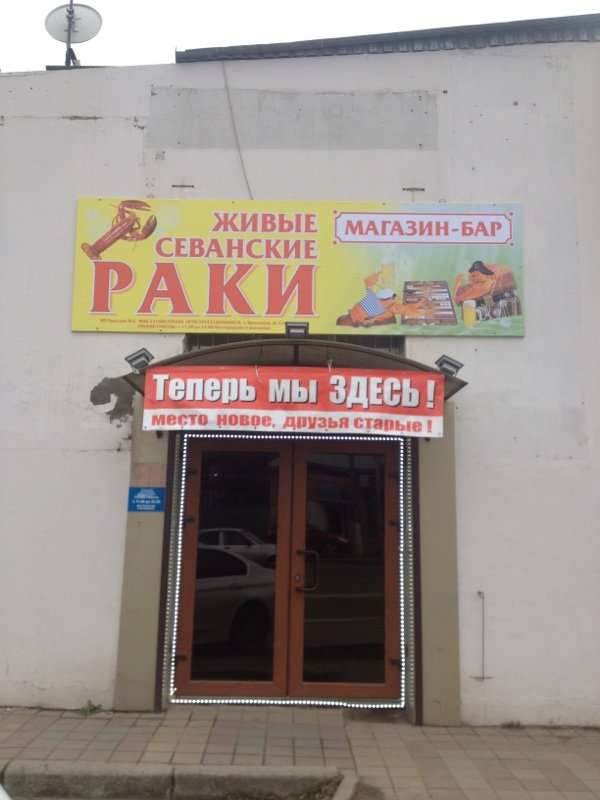 ЖИВЫЕ
СЕВАНСКИЕ
РАКИ
МАГАЗИН-БАР
Теперь мы ЗДЕСЬ!
место новое, друзья старые!